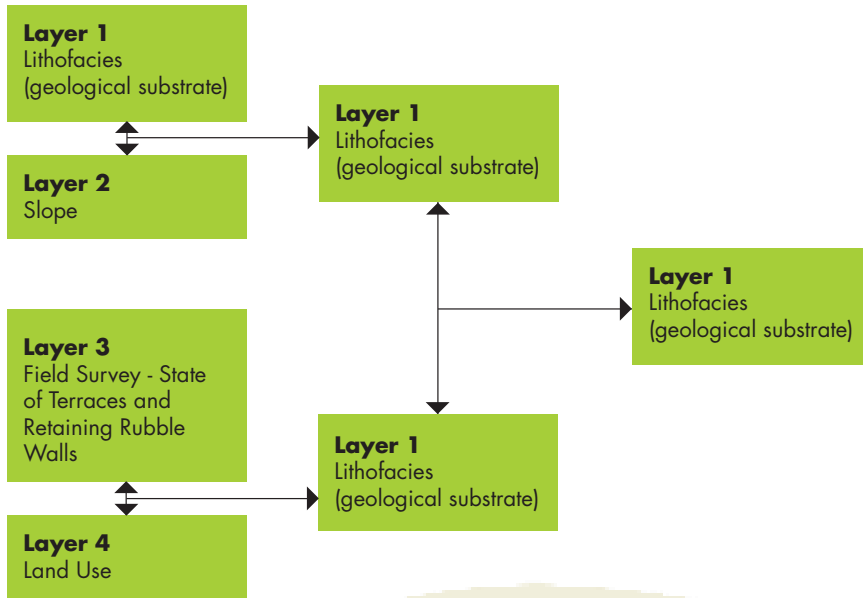 Layer 1
Lithofacies
(geological substrate)
Layer 2
Slope
Layer 1
Lithofacies
(geological substrate)
Layer 1
Lithofacies
(geological substrate)
Layer 3
Field Survey - State
of Terraces and
Retaining Rubble
Walls
Layer 4
Land Use
Layer 1
Lithofacies
(geological substrate)